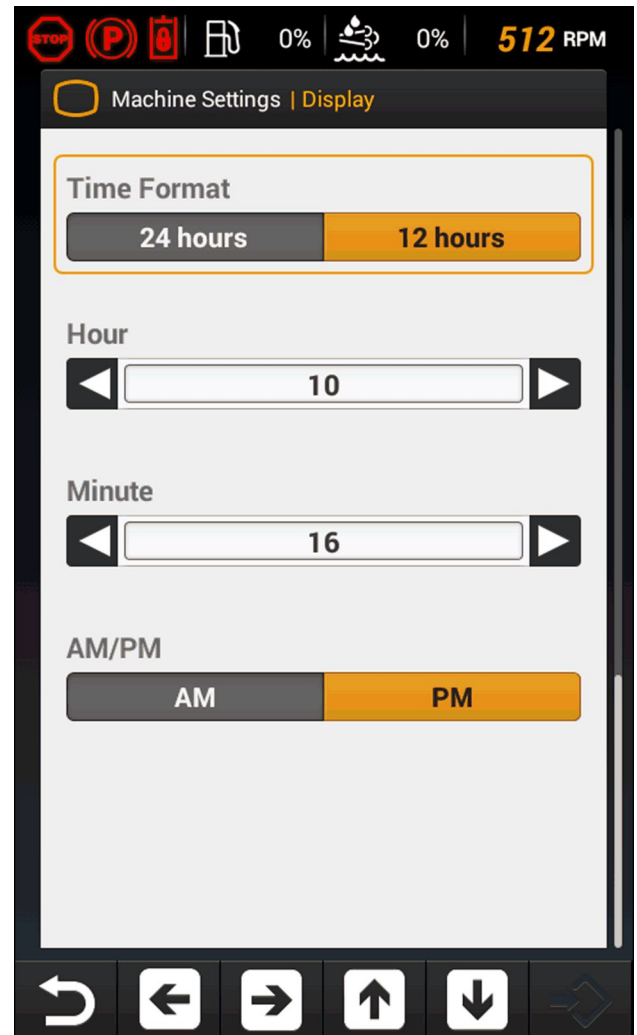 STOP P 0% 0% 512 RPM
Machine Settings | Display
Time Format
24 hours 12 hours
Hour
10
Minute
16
AM/PM
AM PM